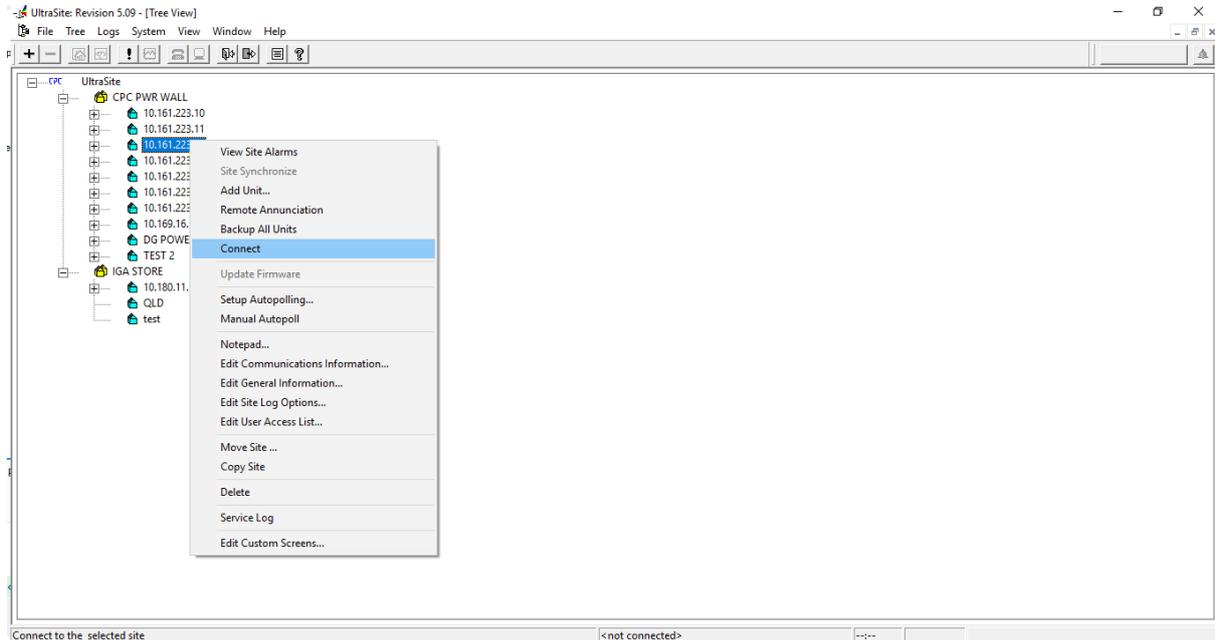 UltraSite: Revision 5.09 - [Tree View]
File Tree Logs System View Window Help
CPC UltraSite
CPC PWR WALL
10.161.223.10
10.161.223.11
10.161.223
10.161.223
10.161.223
10.161.223
10.161.223
10.169.16.
DG POWE
TEST 2
IGA STORE
10.180.11.
QLD
test
View Site Alarms
Site Synchronize
Add Unit...
Remote Annunciation
Backup All Units
Connect
Update Firmware
Setup Autopolling...
Manual Autopoll
Notepad...
Edit Communications Information...
Edit General Information...
Edit Site Log Options...
Edit User Access List...
Move Site ...
Copy Site
Delete
Service Log
Edit Custom Screens...
Connect to the selected site
<not connected>
--:--